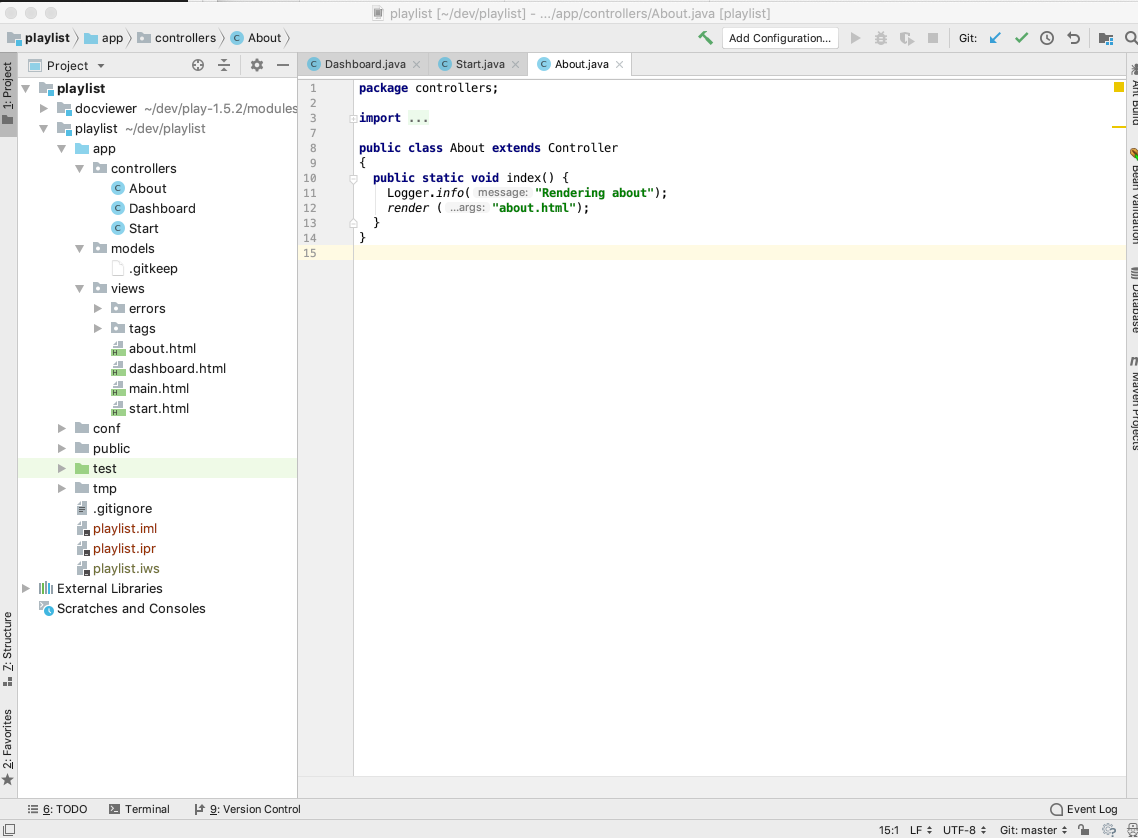 playlist [~/dev/playlist] - .../app/controllers/About.java [playlist]
playlist app controllers C About Add Configuration... Git:
Project
Dashboard.java Start.java About.java
1: Project
playlist
docviewer ~/dev/play-1.5.2/modules
playlist ~/dev/playlist
app
controllers
C About
C Dashboard
C Start
models
.gitkeep
views
errors
tags
about.html
dashboard.html
main.html
start.html
conf
public
test
tmp
.gitignore
playlist.iml
playlist.ipr
playlist.iws
External Libraries
Scratches and Consoles
7: Structure
2: Favorites
1 package controllers;
2
3 import ...
7
8 public class About extends Controller
9 {
10 public static void index() {
11 Logger.info( message: "Rendering about");
12 render ( ...args: "about.html");
13 }
14 }
15
Ant Build
Bean Validation
Database
Maven Projects
6: TODO Terminal 9: Version Control Event Log
15:1 LF UTF-8 Git: master